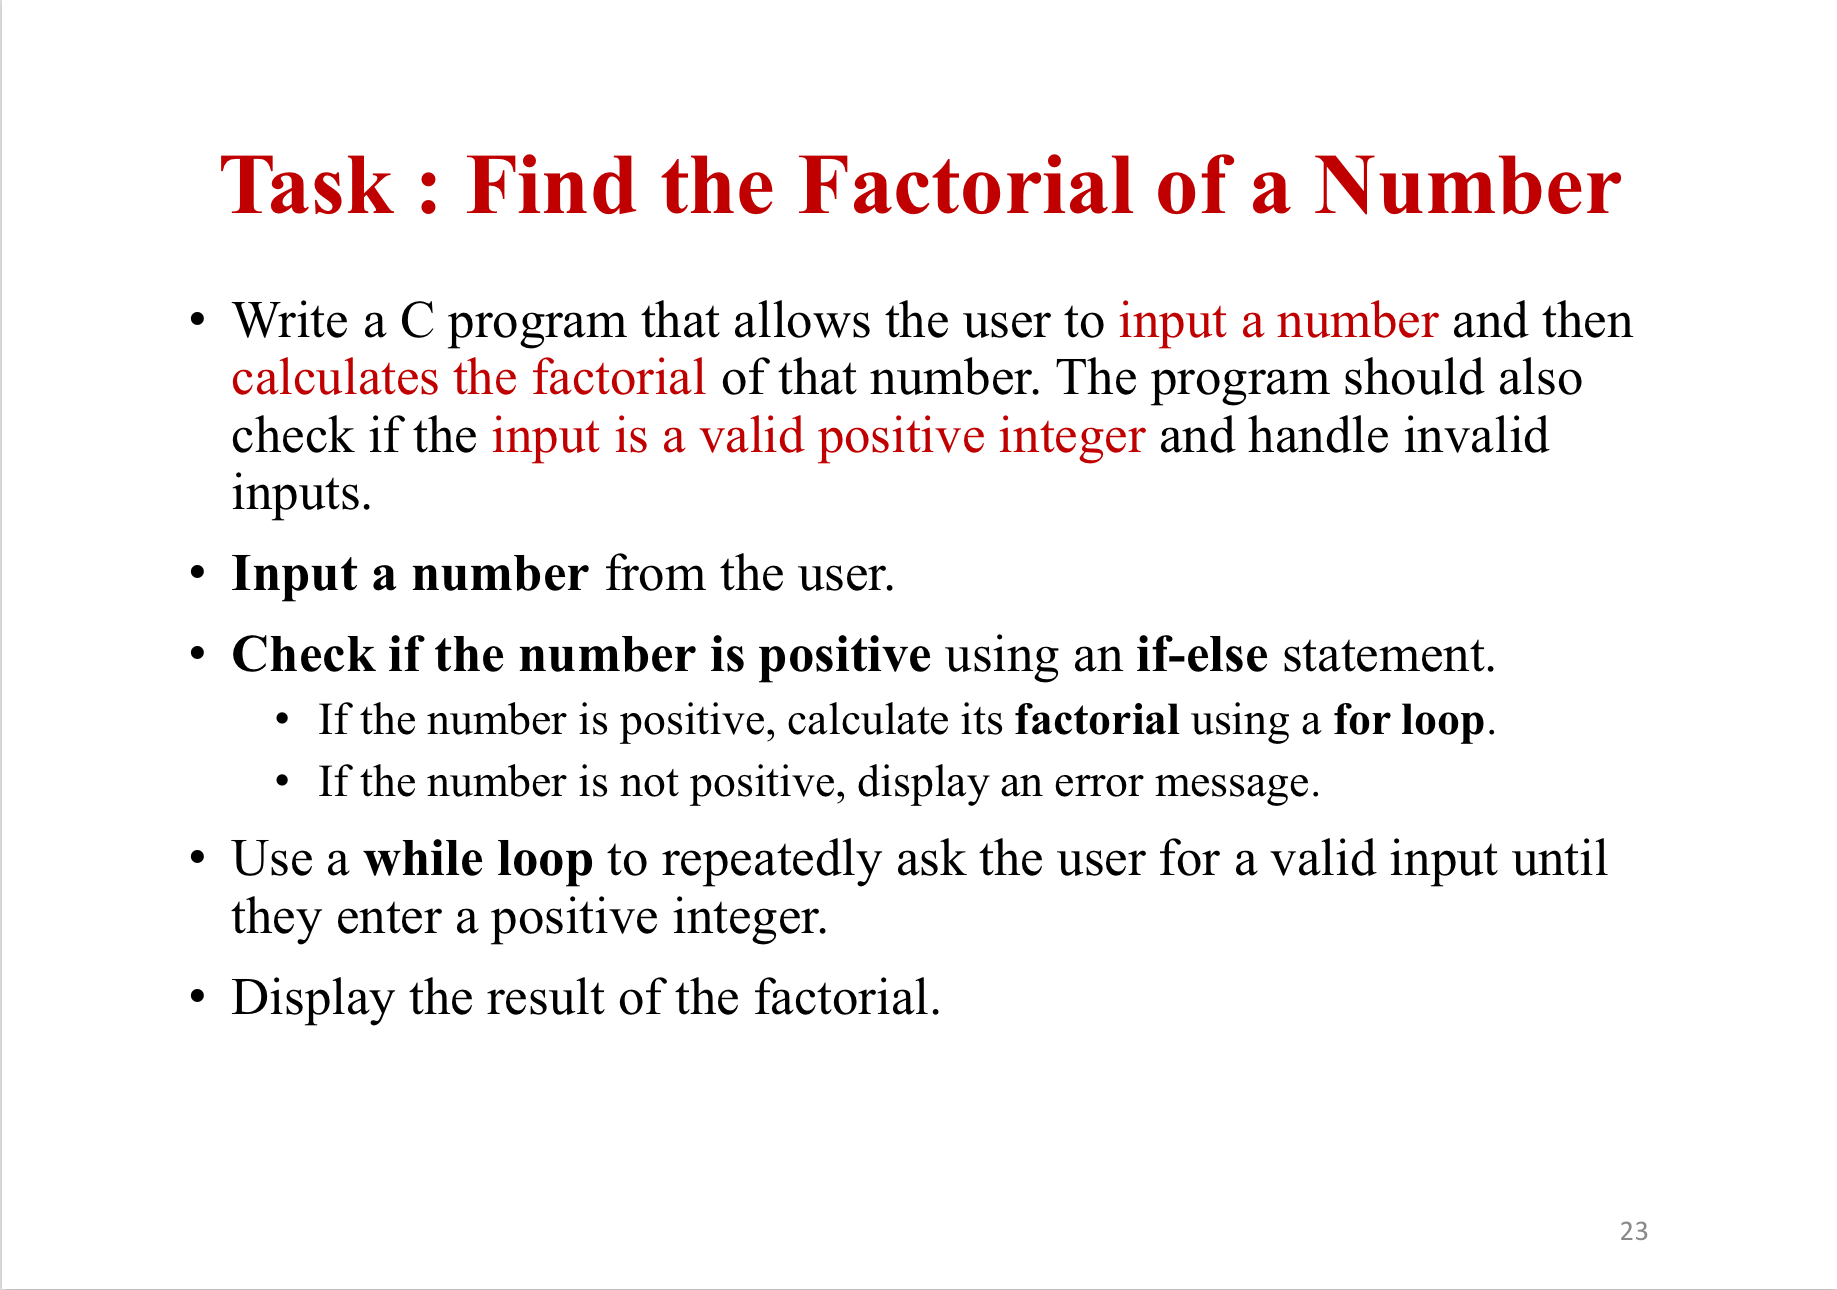 Task : Find the Factorial of a Number
• Write a C program that allows the user to input a number and then
calculates the factorial of that number. The program should also
check if the input is a valid positive integer and handle invalid
inputs.
• Input a number from the user.
• Check if the number is positive using an if-else statement.
• If the number is positive, calculate its factorial using a for loop.
• If the number is not positive, display an error message.
• Use a while loop to repeatedly ask the user for a valid input until
they enter a positive integer.
• Display the result of the factorial.
23